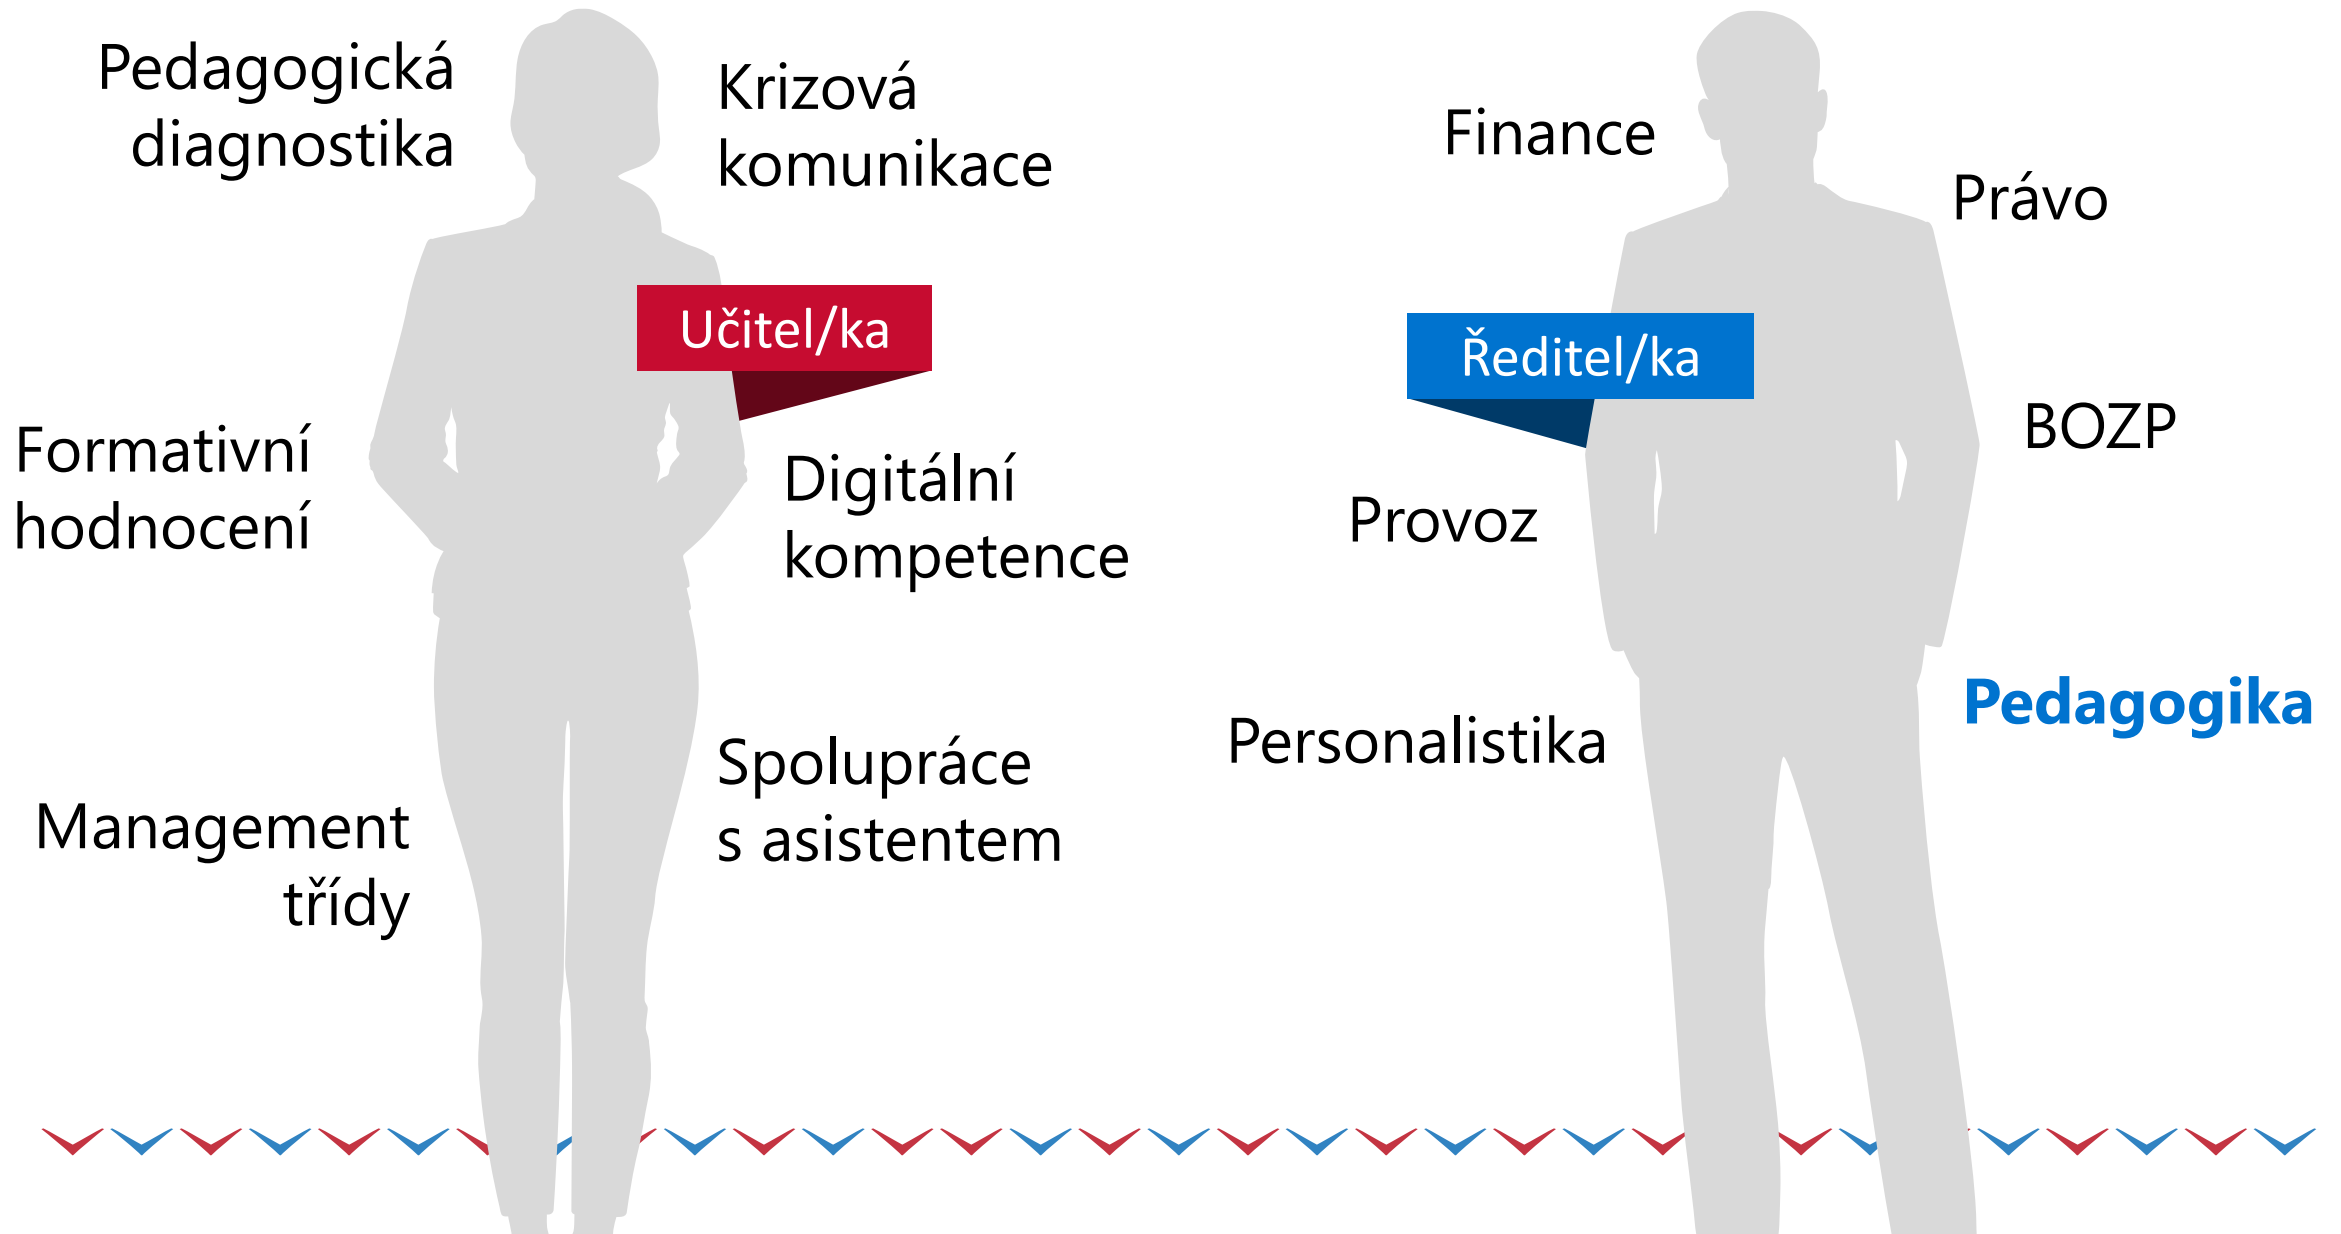 Pedagogická
diagnostika
Krizová
komunikace
Učitel/ka
Formativní
hodnocení
Digitální
kompetence
Management
třídy
Spolupráce
s asistentem
Finance
Právo
Ředitel/ka
BOZP
Provoz
Pedagogika
Personalistika